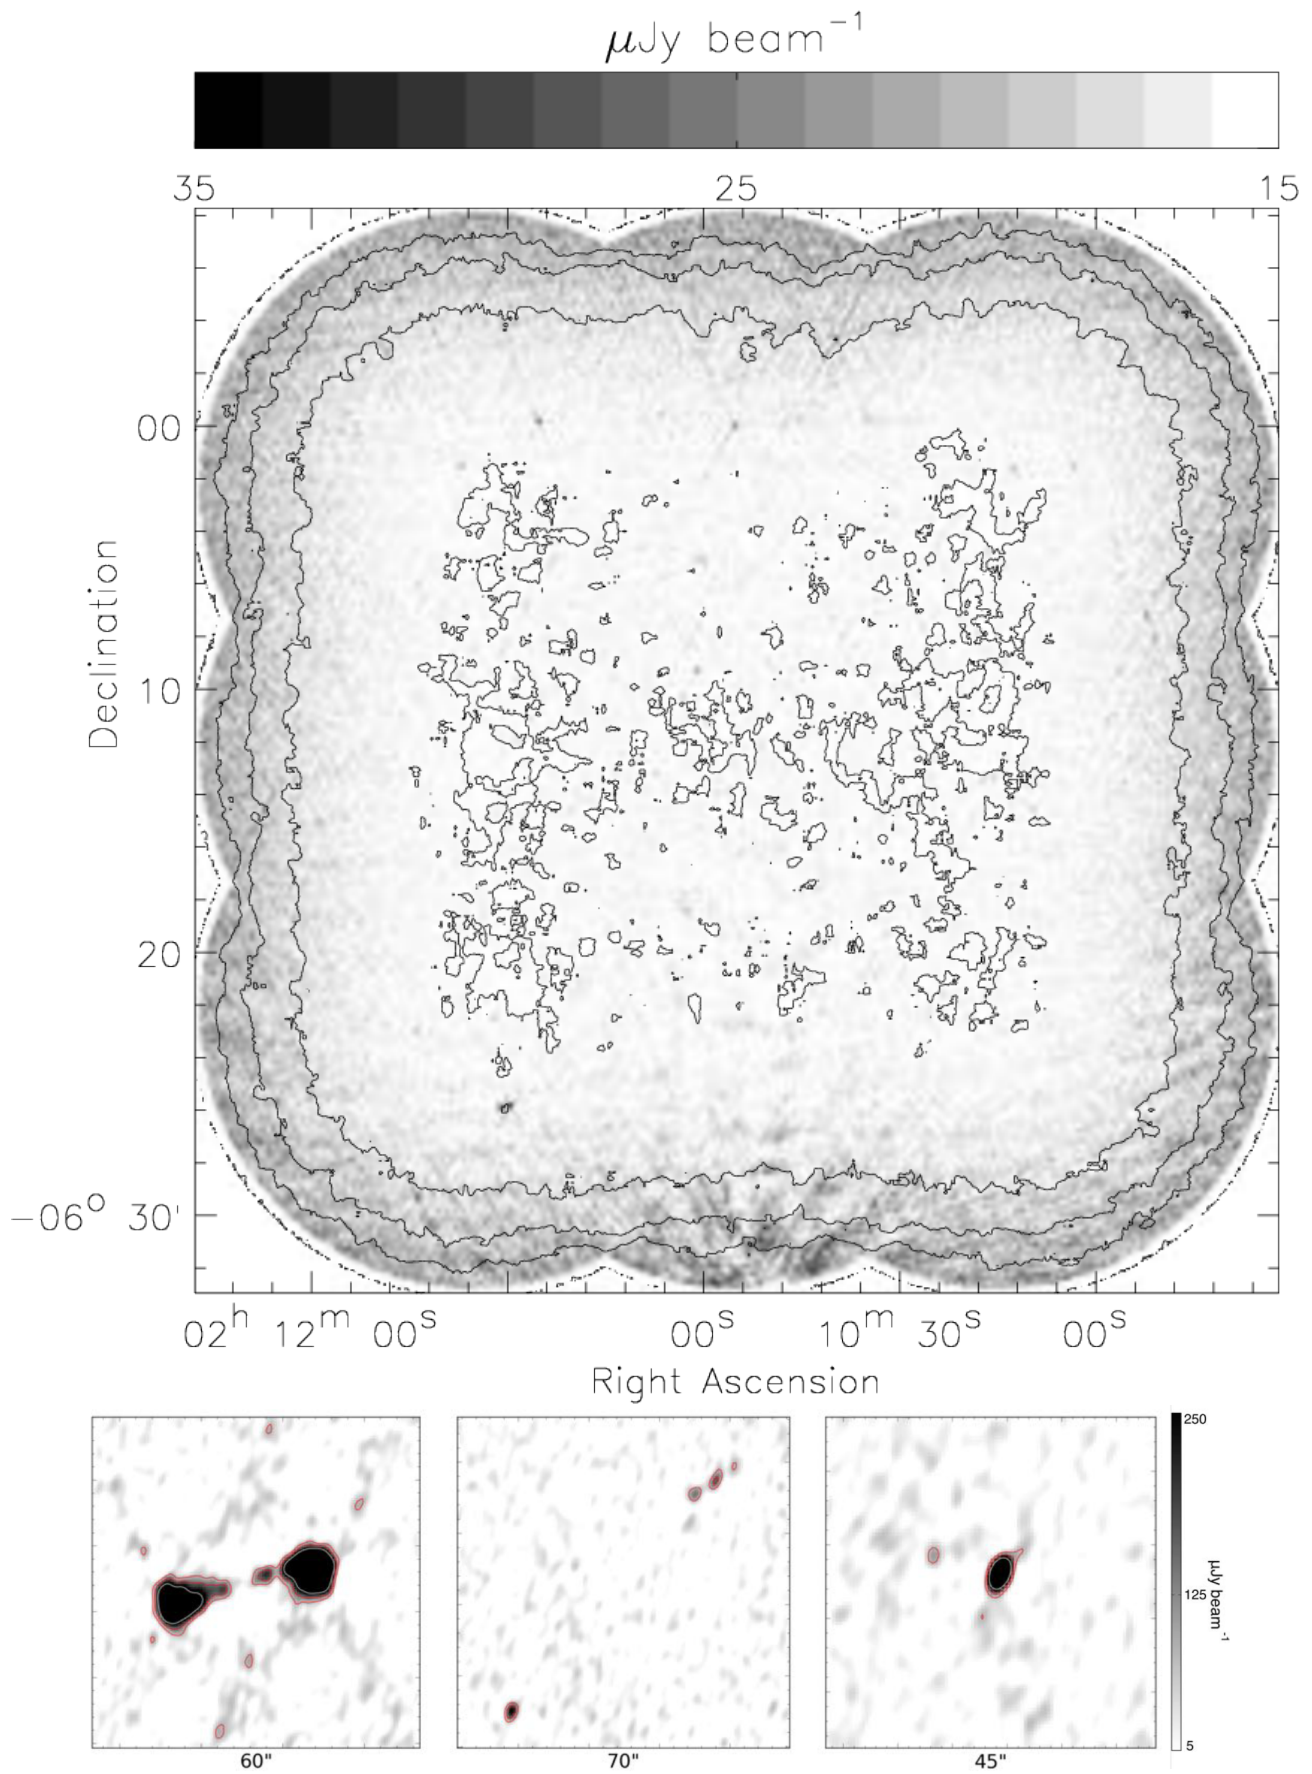 μJy beam⁻¹
35 25 15
00
10
20
−06° 30'
Declination
02ʰ 12ᵐ 00ˢ 00ˢ 10ᵐ 30ˢ 00ˢ
Right Ascension
250
125
5
μJy beam⁻¹
60" 70" 45"